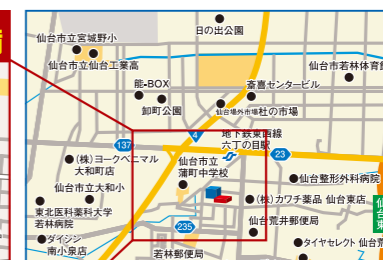 日の出公園
仙台市立宮城野小
仙台市立仙台工業高
仙台市若林体育館
能-BOX
斎喜センタービル
卸町公園
仙台場外市場杜の市場
4
地下鉄東西線
六丁の目駅
137
23
(株)ヨークベニマル
大和町店
仙台市立
蒲町中学校
仙台整形外科病院
仙台市立大和小
(株)カワチ薬品 仙台東店
東北医科薬科大学
若林病院
仙台荒井郵便局
235
ダイシン
南小泉店
ダイヤセレクト 仙台
若林郵便局
仙台東